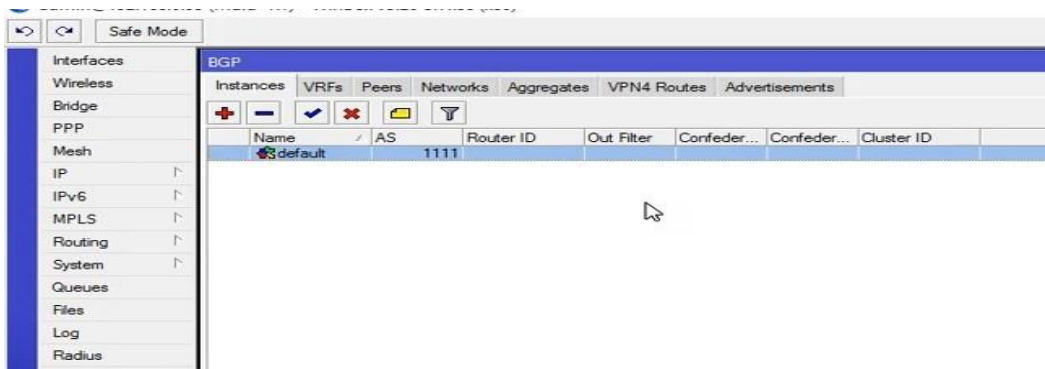 Safe Mode
Interfaces
Wireless
Bridge
PPP
Mesh
IP
IPv6
MPLS
Routing
System
Queues
Files
Log
Radius
BGP
Instances VRFs Peers Networks Aggregates VPN4 Routes Advertisements
Name AS Router ID Out Filter Confeder... Confeder... Cluster ID
default 1111